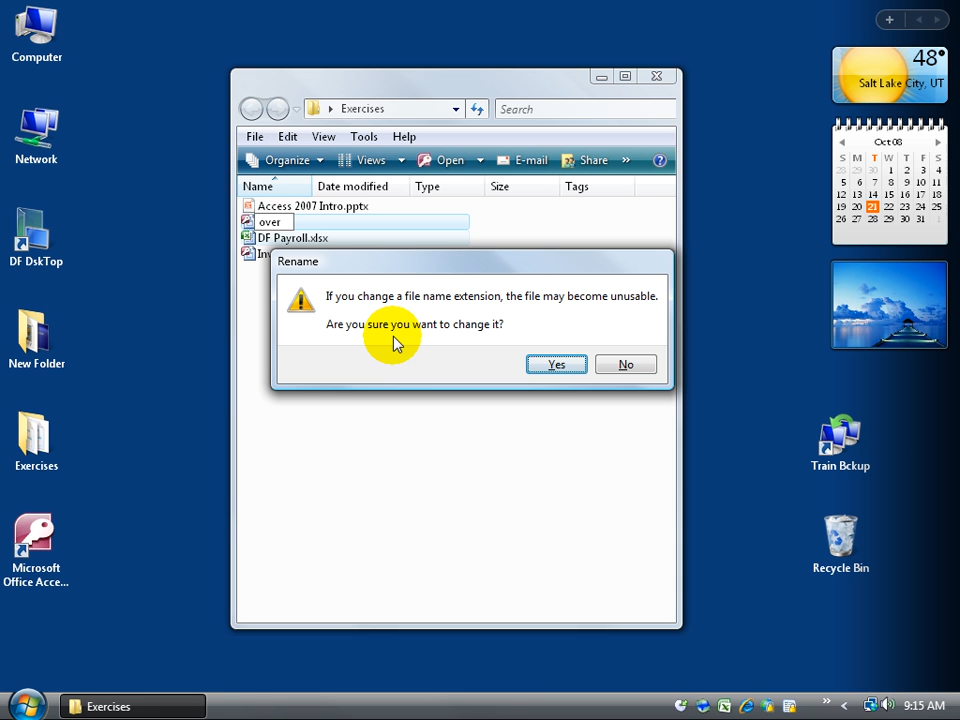 Computer
Network
DF DskTop
New Folder
Exercises
Microsoft
Office Acce...
Exercises
Search
File Edit View Tools Help
Organize Views Open E-mail Share »
Name Date modified Type Size Tags
Access 2007 Intro.pptx
over
DF Payroll.xlsx
Rename
If you change a file name extension, the file may become unusable.
Are you sure you want to change it?
Yes No
48°
Salt Lake City, UT
Oct 08
S M T W T F S
28 29 30 1 2 3 4
5 6 7 8 9 10 11
12 13 14 15 16 17 18
19 20 21 22 23 24 25
26 27 28 29 30 31 1
Train Bckup
Recycle Bin
Exercises
» < 9:15 AM